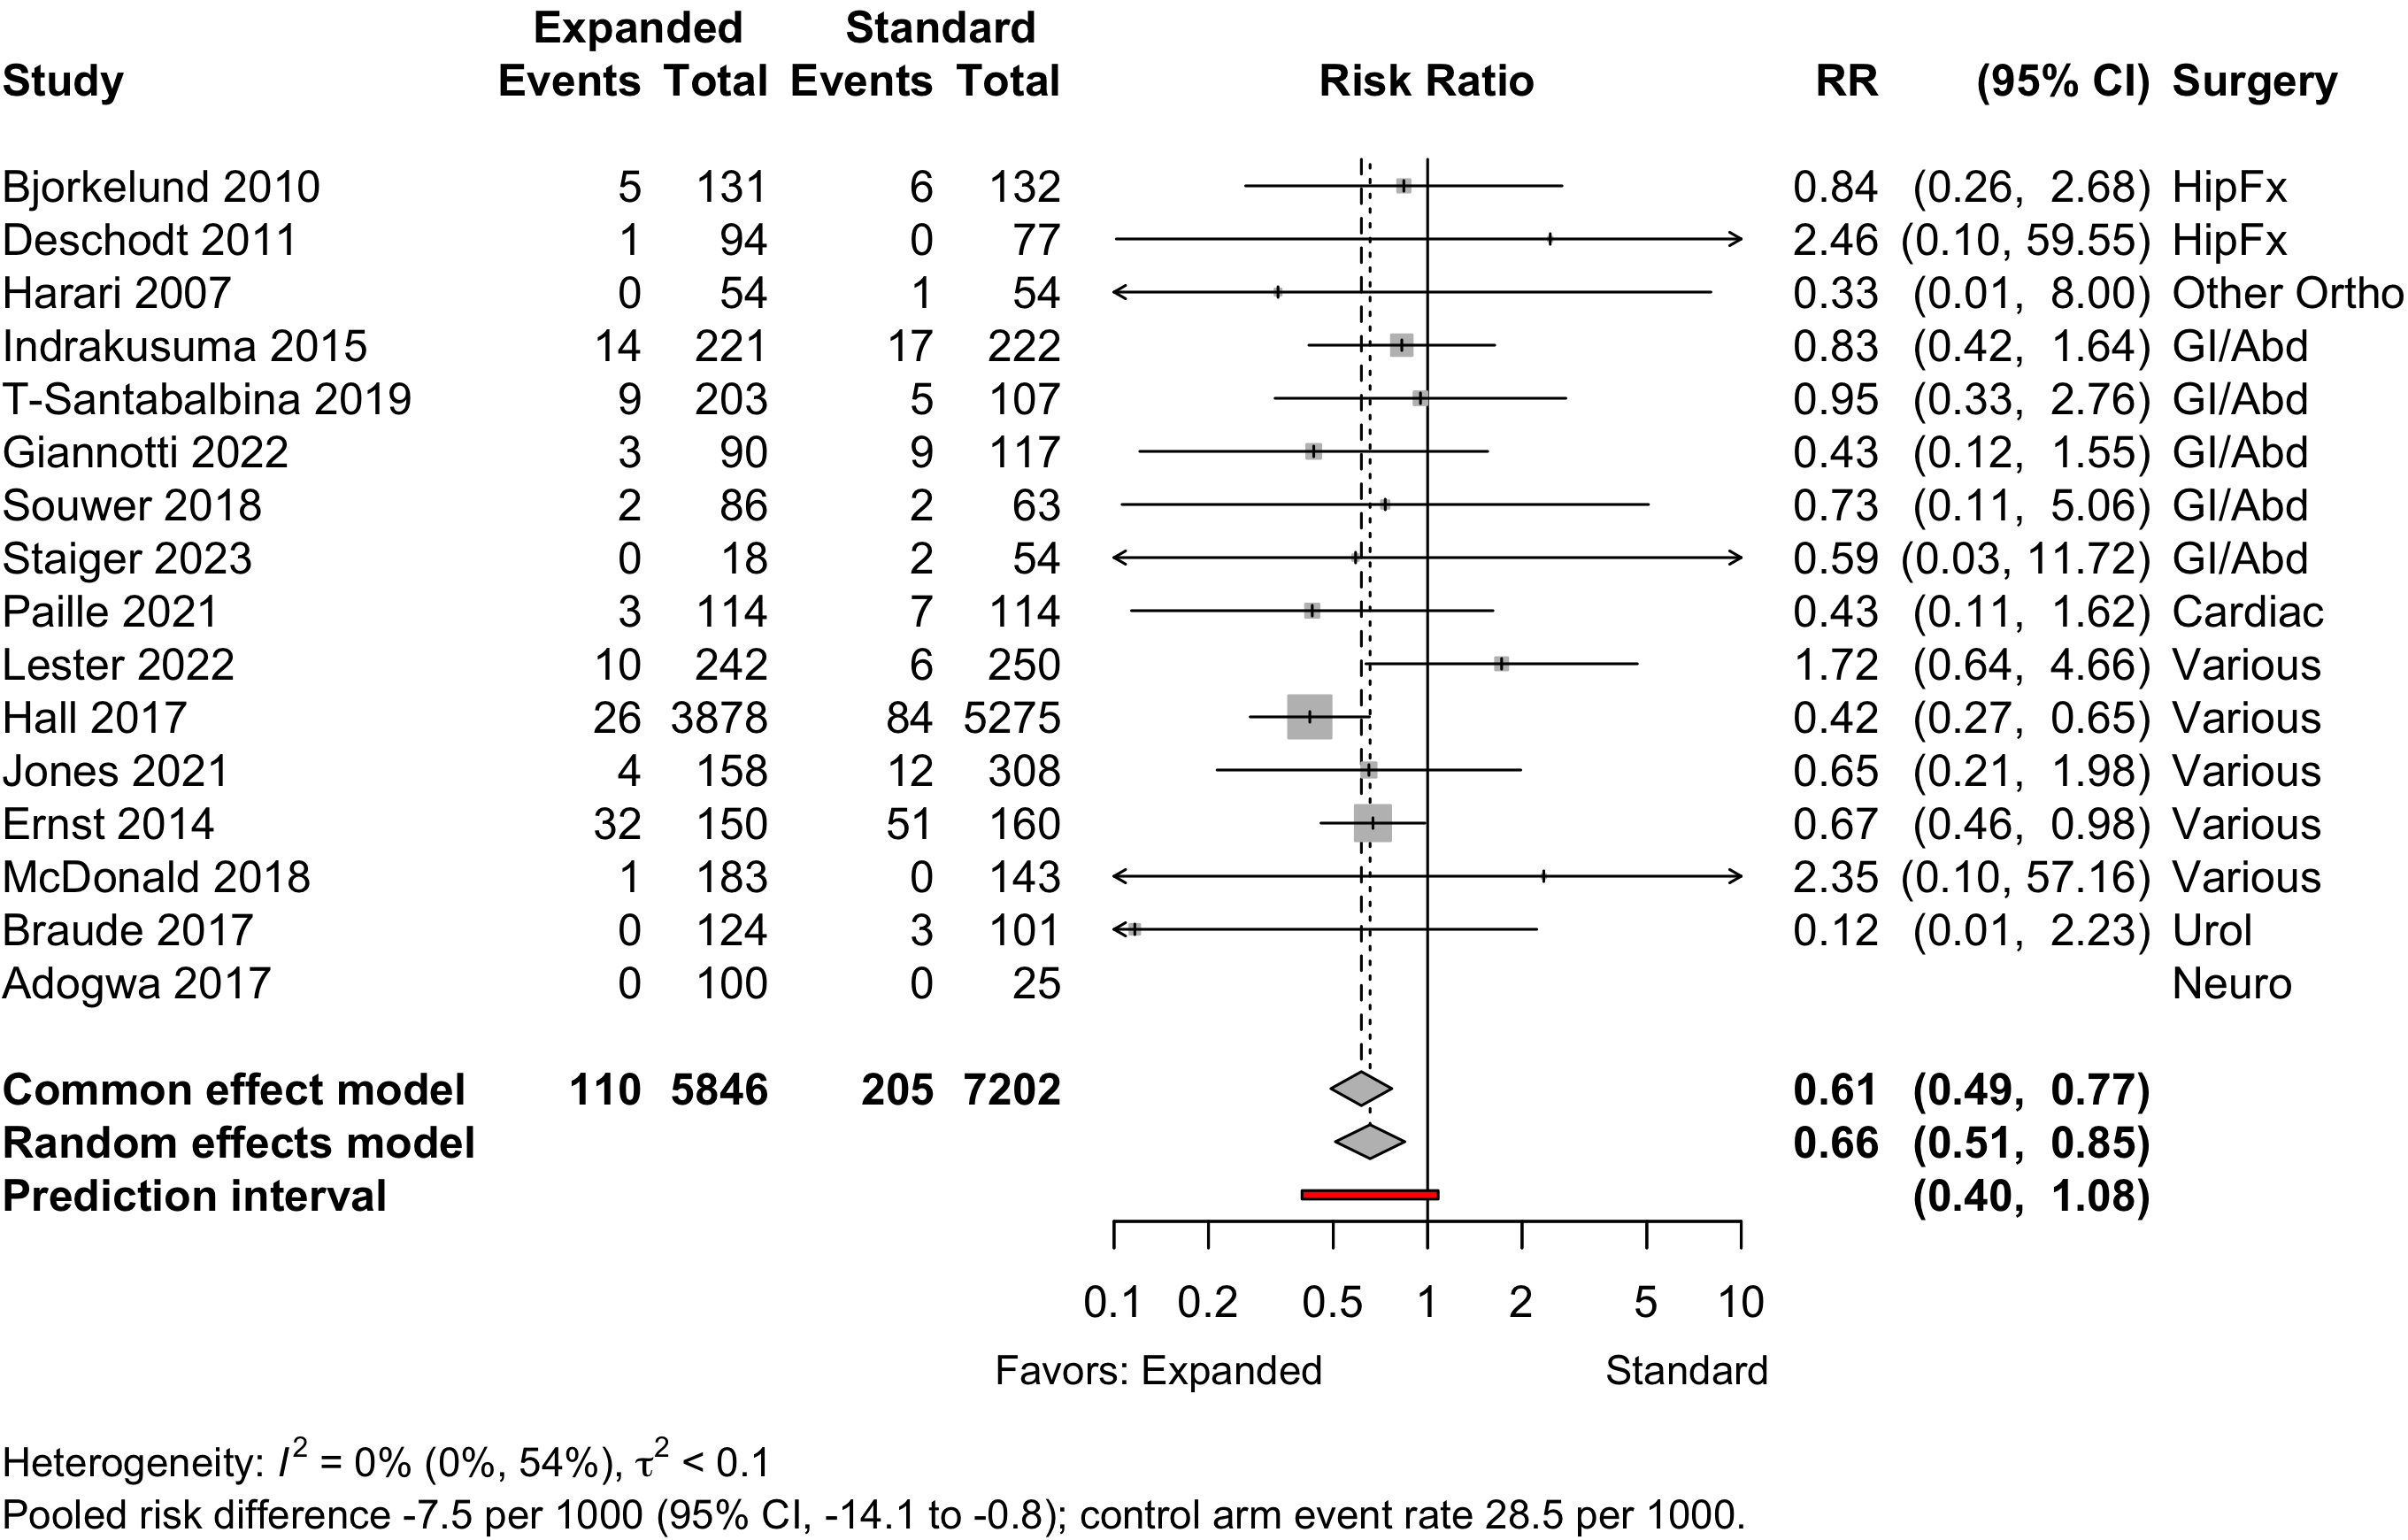 Expanded Standard
Study Events Total Events Total Risk Ratio RR (95% CI) Surgery
Bjorkelund 2010 5 131 6 132 0.84 (0.26, 2.68) HipFx
Deschodt 2011 1 94 0 77 2.46 (0.10, 59.55) HipFx
Harari 2007 0 54 1 54 0.33 (0.01, 8.00) Other Ortho
Indrakusuma 2015 14 221 17 222 0.83 (0.42, 1.64) GI/Abd
T-Santabalbina 2019 9 203 5 107 0.95 (0.33, 2.76) GI/Abd
Giannotti 2022 3 90 9 117 0.43 (0.12, 1.55) GI/Abd
Souwer 2018 2 86 2 63 0.73 (0.11, 5.06) GI/Abd
Staiger 2023 0 18 2 54 0.59 (0.03, 11.72) GI/Abd
Paille 2021 3 114 7 114 0.43 (0.11, 1.62) Cardiac
Lester 2022 10 242 6 250 1.72 (0.64, 4.66) Various
Hall 2017 26 3878 84 5275 0.42 (0.27, 0.65) Various
Jones 2021 4 158 12 308 0.65 (0.21, 1.98) Various
Ernst 2014 32 150 51 160 0.67 (0.46, 0.98) Various
McDonald 2018 1 183 0 143 2.35 (0.10, 57.16) Various
Braude 2017 0 124 3 101 0.12 (0.01, 2.23) Urol
Adogwa 2017 0 100 0 25 Neuro
Common effect model 110 5846 205 7202 0.61 (0.49, 0.77)
Random effects model 0.66 (0.51, 0.85)
Prediction interval (0.40, 1.08)
0.1 0.2 0.5 1 2 5 10
Favors: Expanded Standard
Heterogeneity: I² = 0% (0%, 54%), τ² < 0.1
Pooled risk difference -7.5 per 1000 (95% CI, -14.1 to -0.8); control arm event rate 28.5 per 1000.